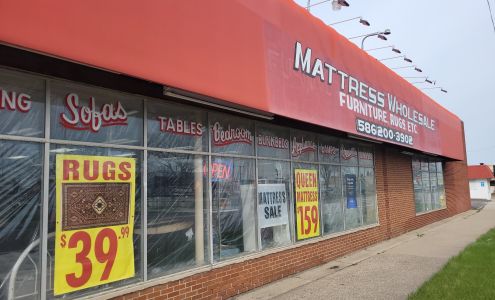 MATTRESS WHOLESALE
FURNITURE, RUGS ETC.
586 200-3902
Sofas
TABLES
Bedroom
BUNKBEDS
OPEN
RUGS
$39.99
MATTRESS
SALE
QUEEN
MATTRESS
$159